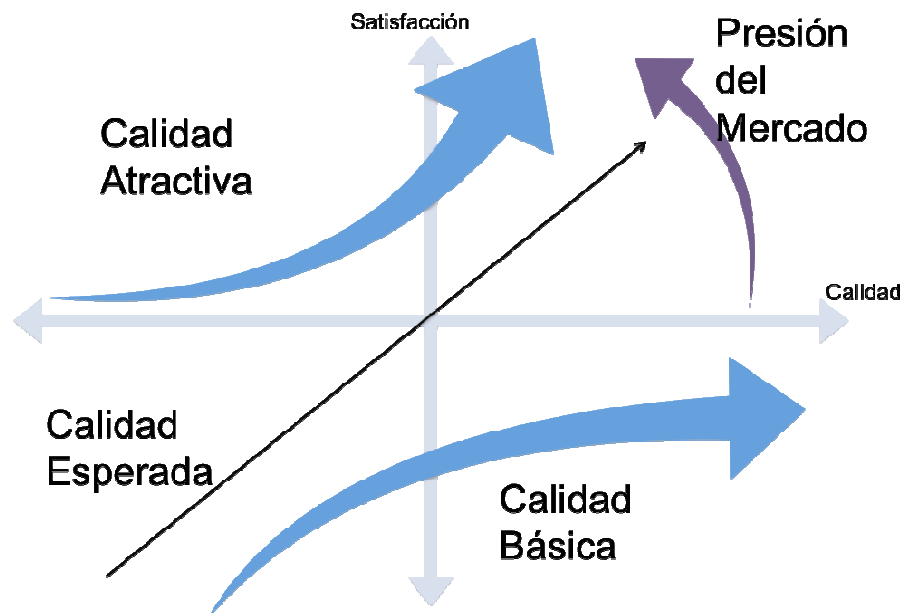 Satisfacción
Presión
del
Mercado
Calidad
Atractiva
Calidad
Calidad
Esperada
Calidad
Básica